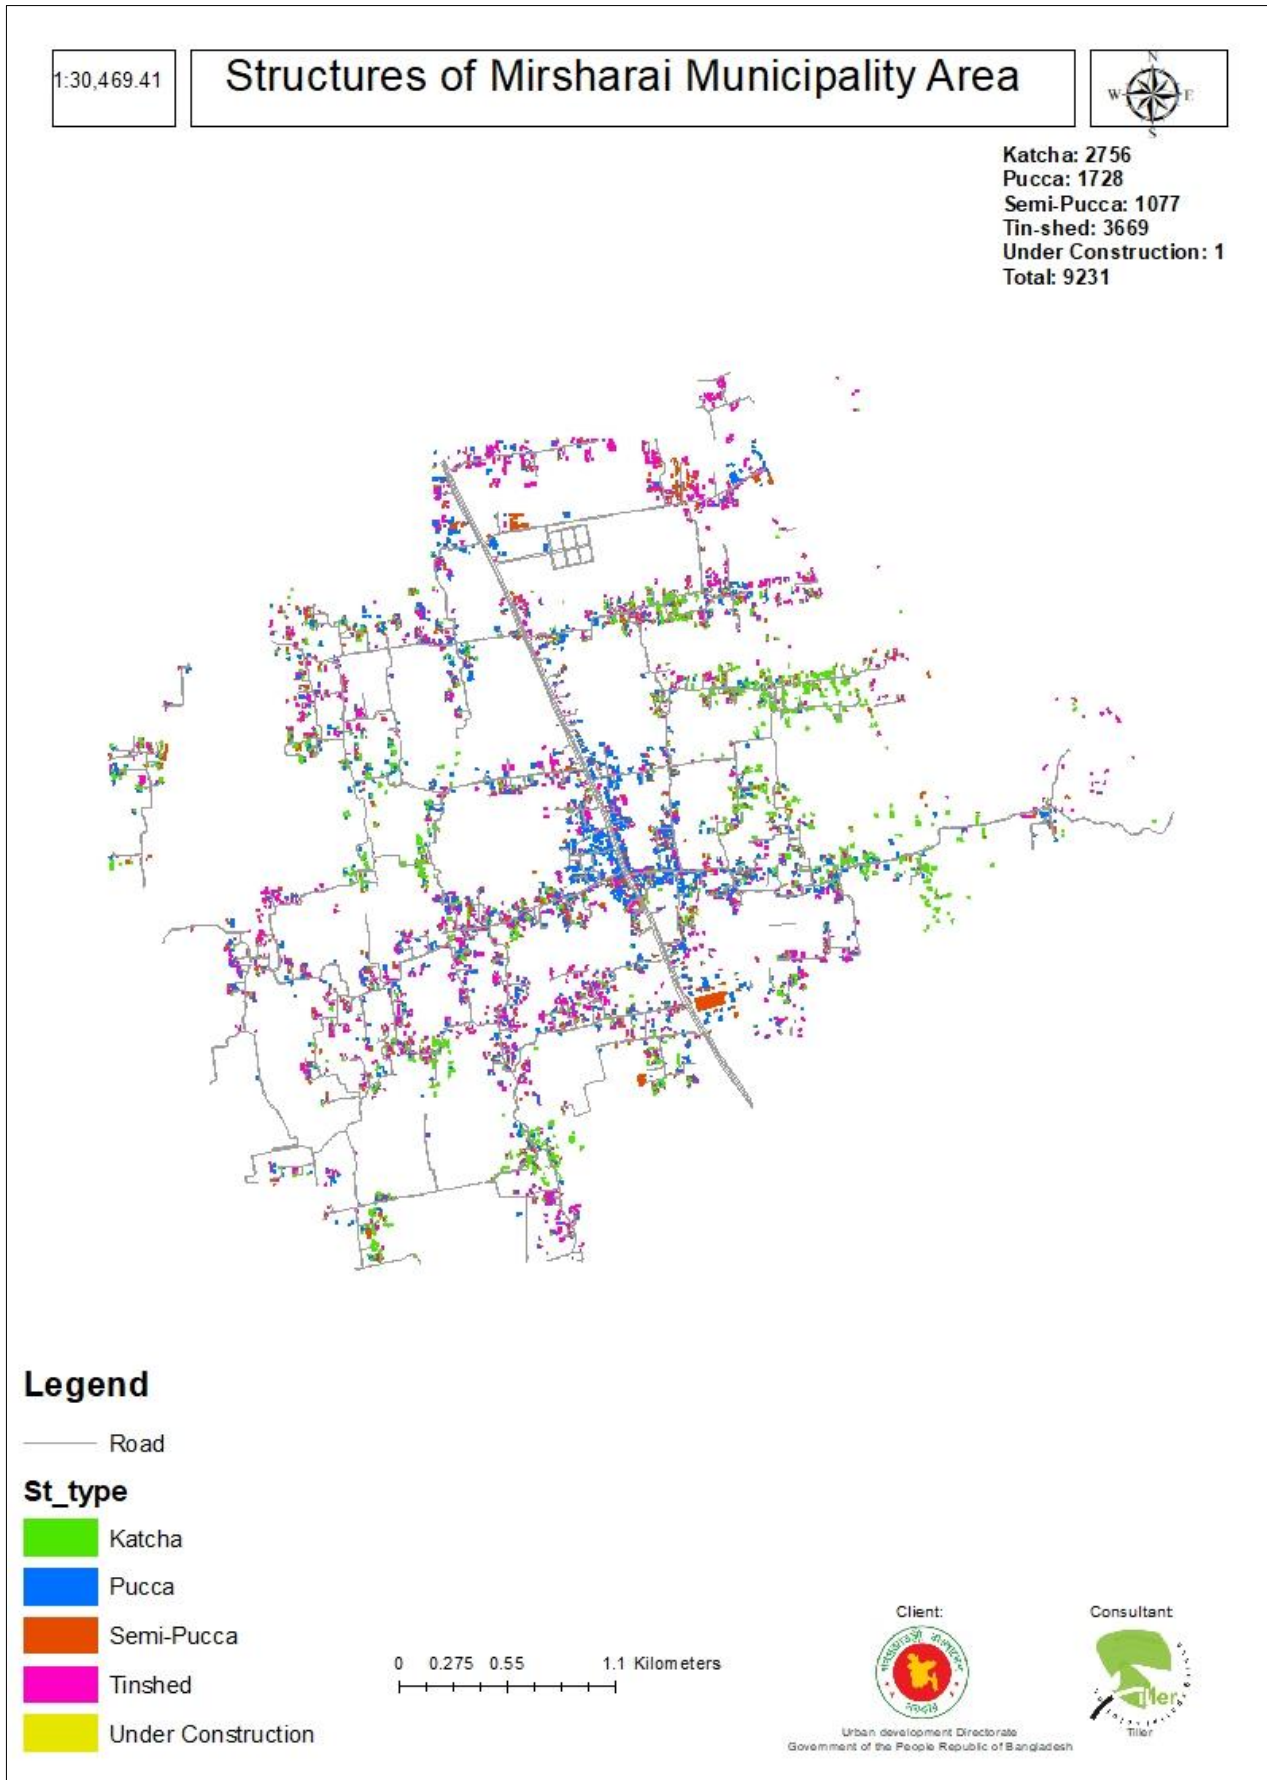 1:30,469.41
Structures of Mirsharai Municipality Area
N
W E
S
Katcha: 2756
Pucca: 1728
Semi-Pucca: 1077
Tin-shed: 3669
Under Construction: 1
Total: 9231
Legend
Road
St_type
Katcha
Pucca
Semi-Pucca
Tinshed
Under Construction
0 0.275 0.55 1.1 Kilometers
Client:
Urban development Directorate
Government of the People Republic of Bangladesh
Consultant
Tiller
Tiller